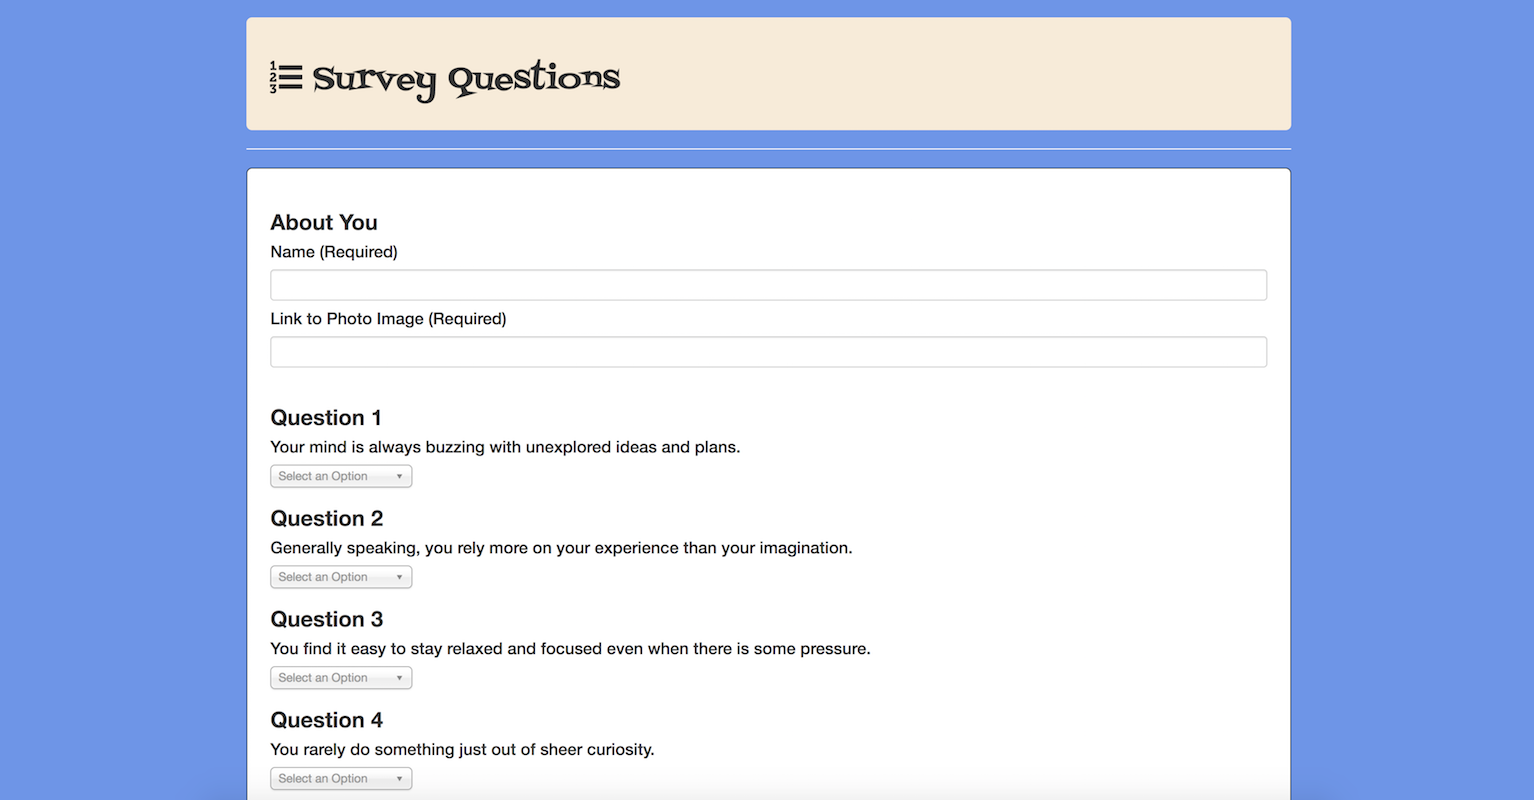 1 2 3 Survey Questions
About You
Name (Required)
Link to Photo Image (Required)
Question 1
Your mind is always buzzing with unexplored ideas and plans.
Select an Option
Question 2
Generally speaking, you rely more on your experience than your imagination.
Select an Option
Question 3
You find it easy to stay relaxed and focused even when there is some pressure.
Select an Option
Question 4
You rarely do something just out of sheer curiosity.
Select an Option